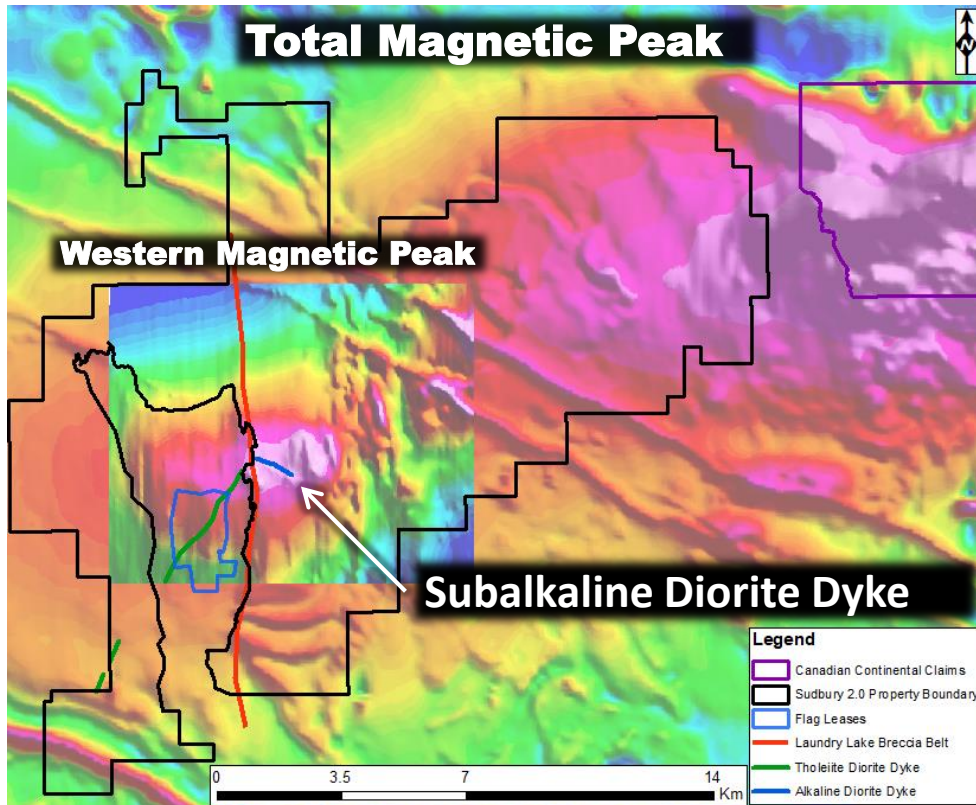 Total Magnetic Peak
N
Western Magnetic Peak
Subalkaline Diorite Dyke
Legend
Canadian Continental Claims
Sudbury 2.0 Property Boundary
Flag Leases
Laundry Lake Breccia Belt
Tholeiite Diorite Dyke
Alkaline Diorite Dyke
0 3.5 7 14
Km